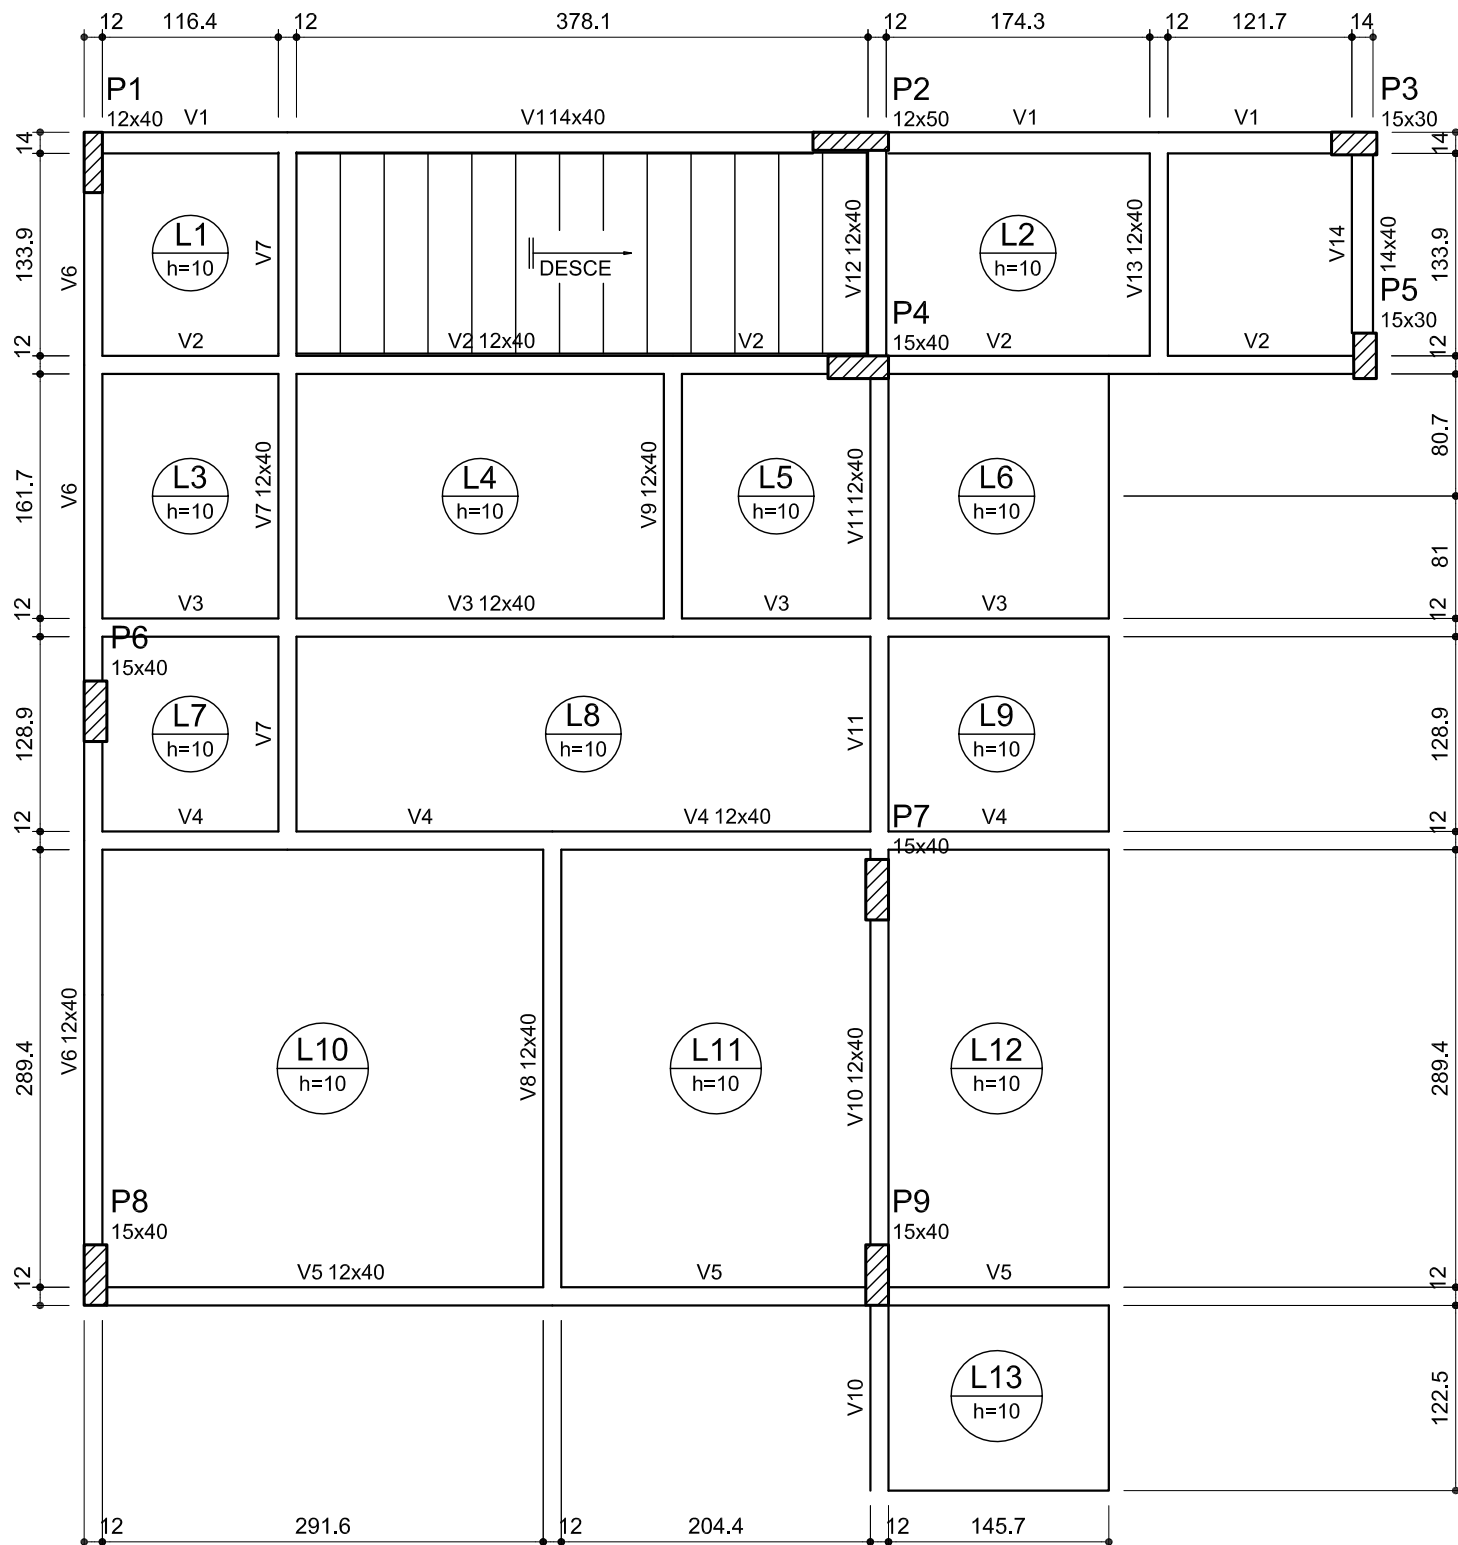 12 116.4 12 378.1 12 174.3 12 121.7 14
P1 P2 P3
12x40 V1 V114x40 12x50 V1 V1 15x30
14 14
L1 L2
h=10 h=10
V7 V12 12x40 V13 12x40 V14 14x40
133.9 V6 133.9
DESCE
P4 P5
15x40 15x30
V2 V2 12x40 V2 V2 V2
12 12
80.7
L3 L4 L5 L6
h=10 h=10 h=10 h=10
161.7 V6 V7 12x40 V9 12x40 V11 12x40
81
V3 V3 12x40 V3 V3
12 12
P6
15x40
L7 L8 L9
h=10 h=10 h=10
128.9 V7 V11 128.9
V4 V4 V4 12x40 V4
12 12
P7
15x40
L10 L11 L12
h=10 h=10 h=10
289.4 V6 12x40 V8 12x40 V10 12x40 289.4
P8 P9
15x40 15x40
V5 12x40 V5 V5
12 12
L13
h=10
V10 122.5
12 291.6 12 204.4 12 145.7